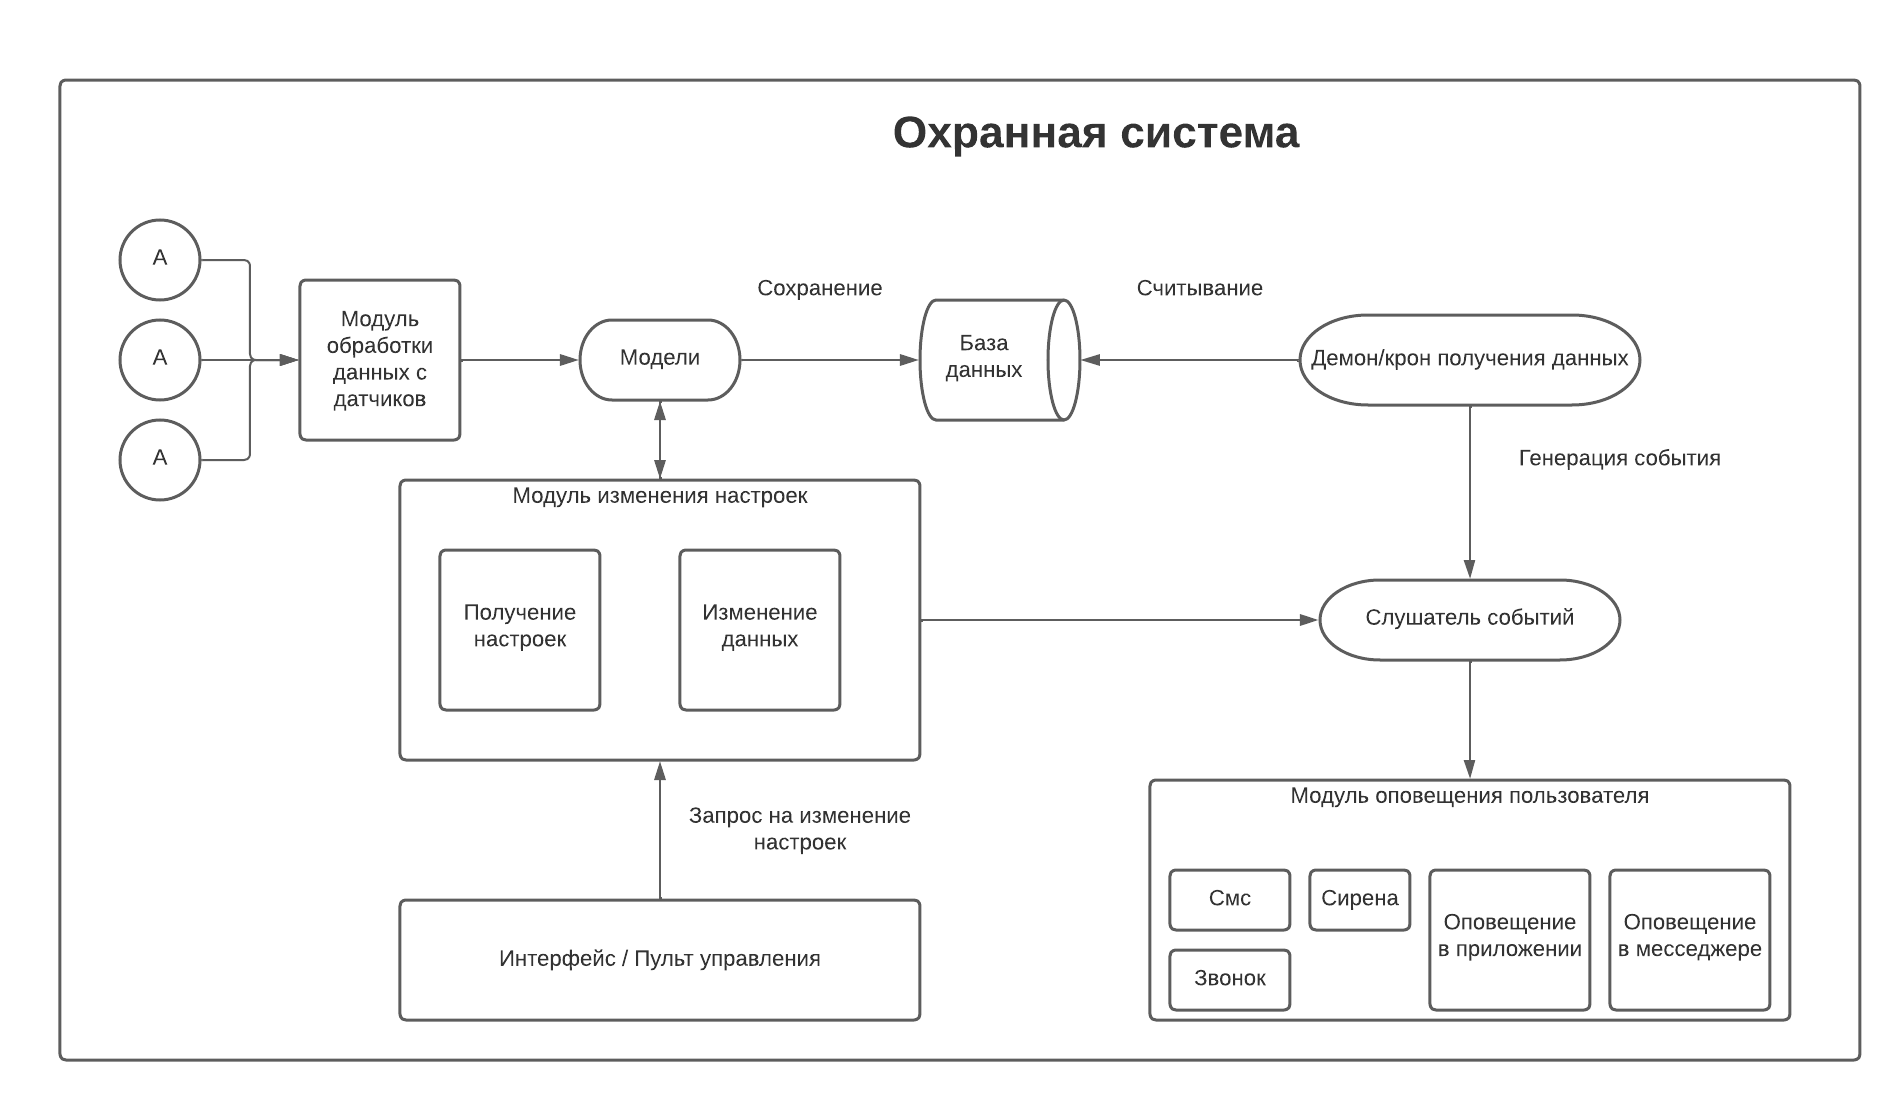 Охранная система
А
А
А
Модуль
обработки
данных с
датчиков
Модели
Сохранение
База
данных
Считывание
Демон/крон получения данных
Генерация события
Модуль изменения настроек
Получение
настроек
Изменение
данных
Слушатель событий
Запрос на изменение
настроек
Интерфейс / Пульт управления
Модуль оповещения пользователя
Смс
Сирена
Звонок
Оповещение
в приложении
Оповещение
в месседжере